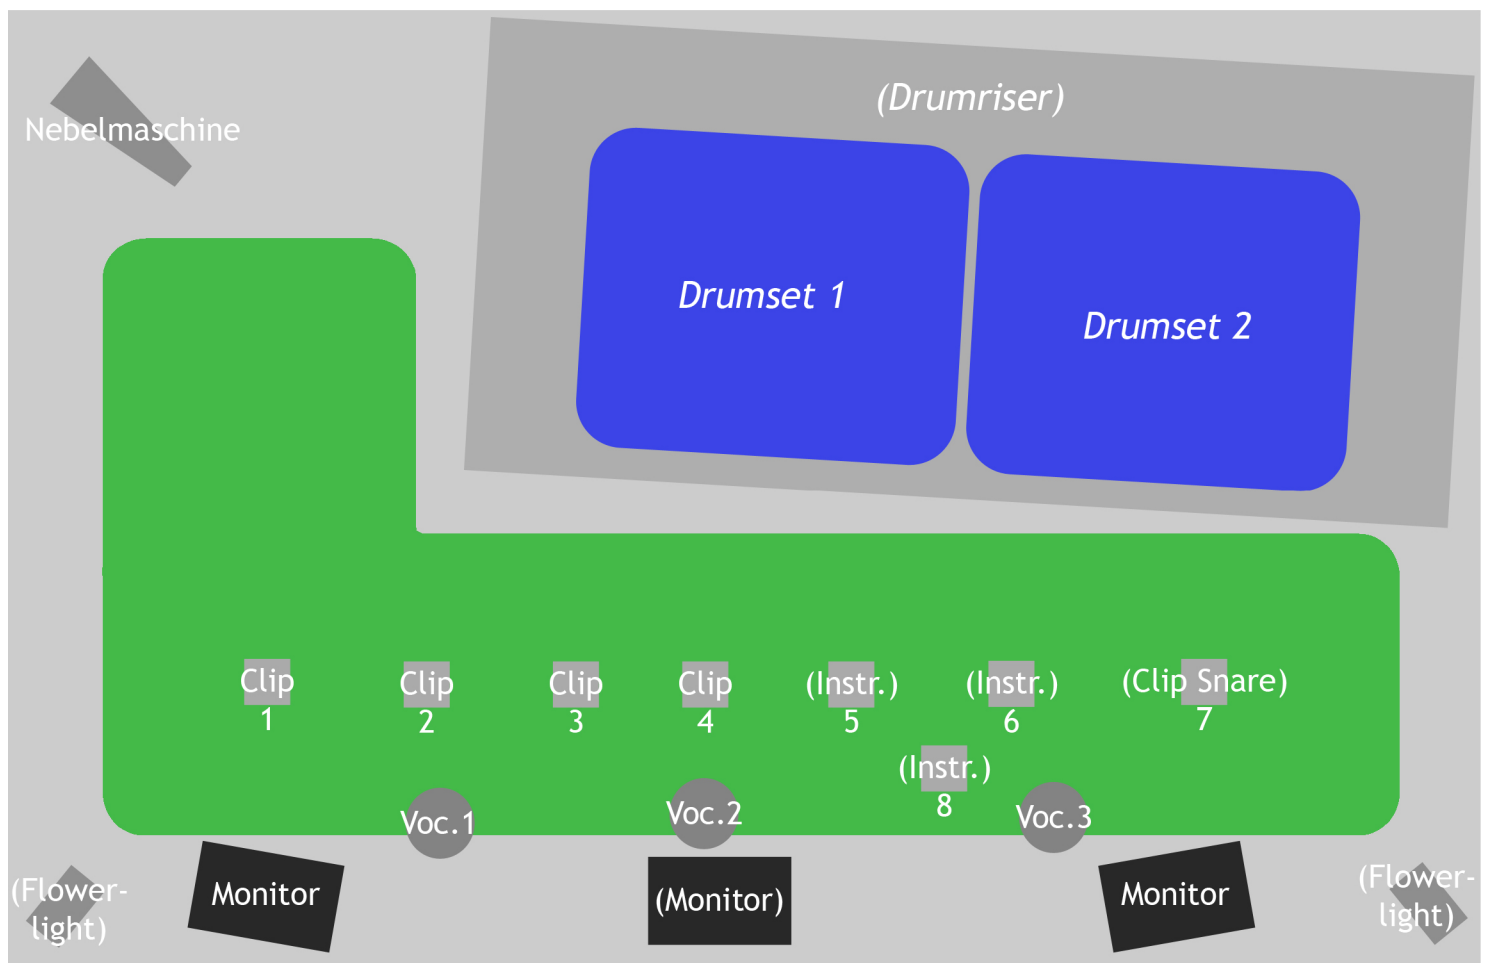 (Drumriser)
Nebelmaschine
Drumset 1
Drumset 2
Clip
1
Clip
2
Clip
3
Clip
4
(Instr.)
5
(Instr.)
6
(Clip Snare)
7
(Instr.)
8
Voc.1
Voc.2
Voc.3
(Flower-
light)
Monitor
(Monitor)
Monitor
(Flower-
light)